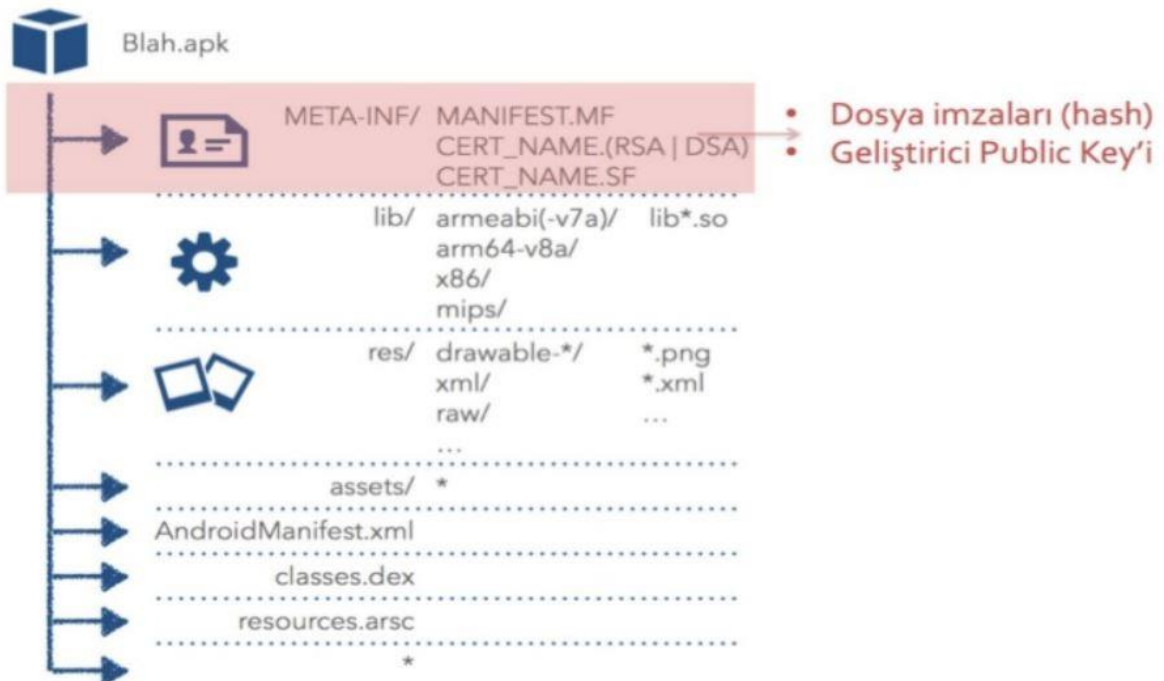 Blah.apk
META-INF/ MANIFEST.MF
CERT_NAME.(RSA | DSA)
CERT_NAME.SF
• Dosya imzaları (hash)
• Geliştirici Public Key'i
lib/ armeabi(-v7a)/ lib*.so
arm64-v8a/
x86/
mips/
res/ drawable-*/ *.png
xml/ *.xml
raw/ ...
...
assets/ *
AndroidManifest.xml
classes.dex
resources.arsc
*